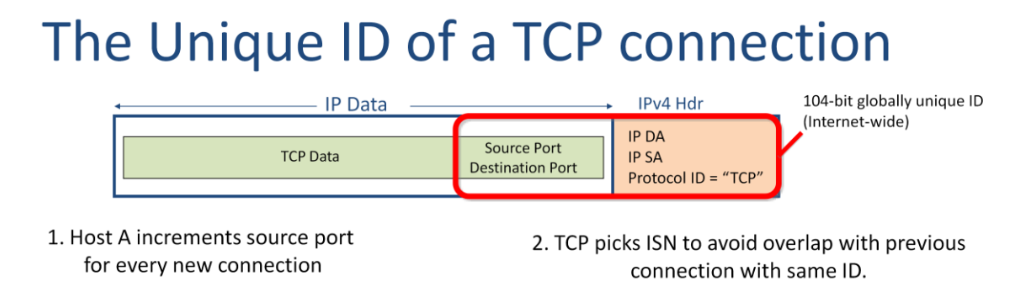 The Unique ID of a TCP connection
IP Data
IPv4 Hdr
104-bit globally unique ID
(Internet-wide)
TCP Data
Source Port
Destination Port
IP DA
IP SA
Protocol ID = “TCP”
1. Host A increments source port
for every new connection
2. TCP picks ISN to avoid overlap with previous
connection with same ID.